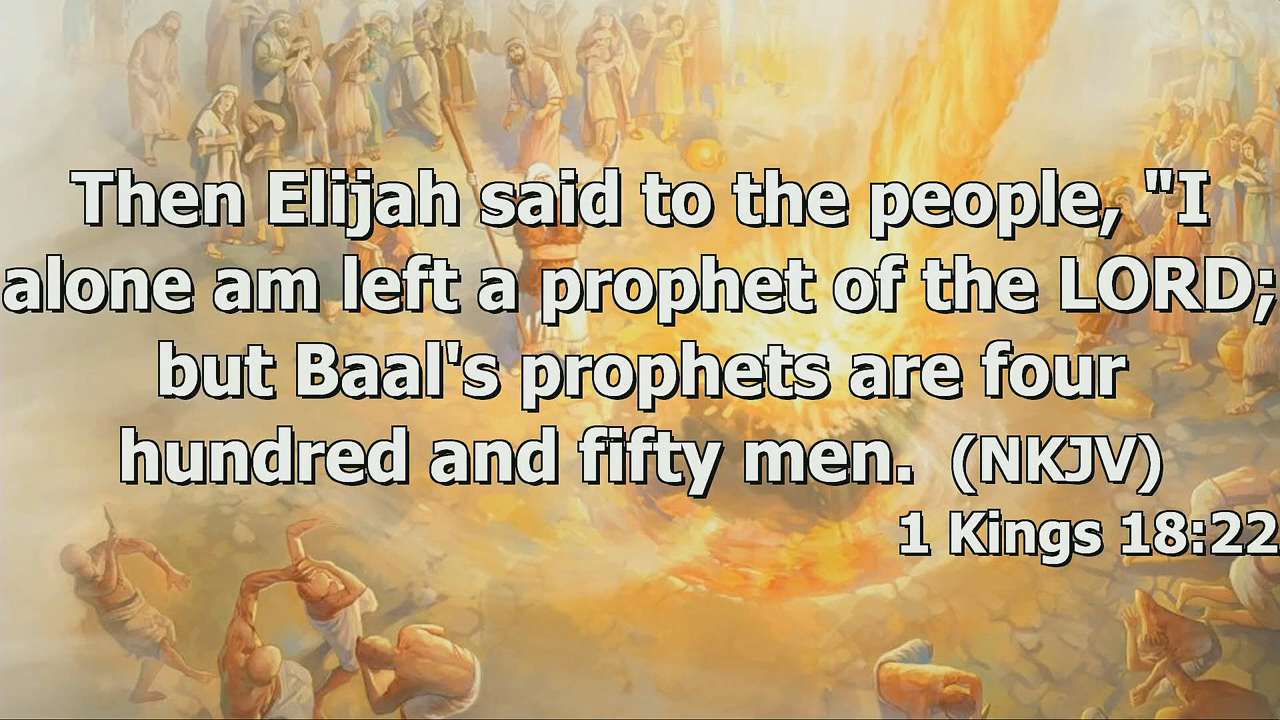 Then Elijah said to the people, "I
alone am left a prophet of the LORD;
but Baal's prophets are four
hundred and fifty men. (NKJV)
1 Kings 18:22